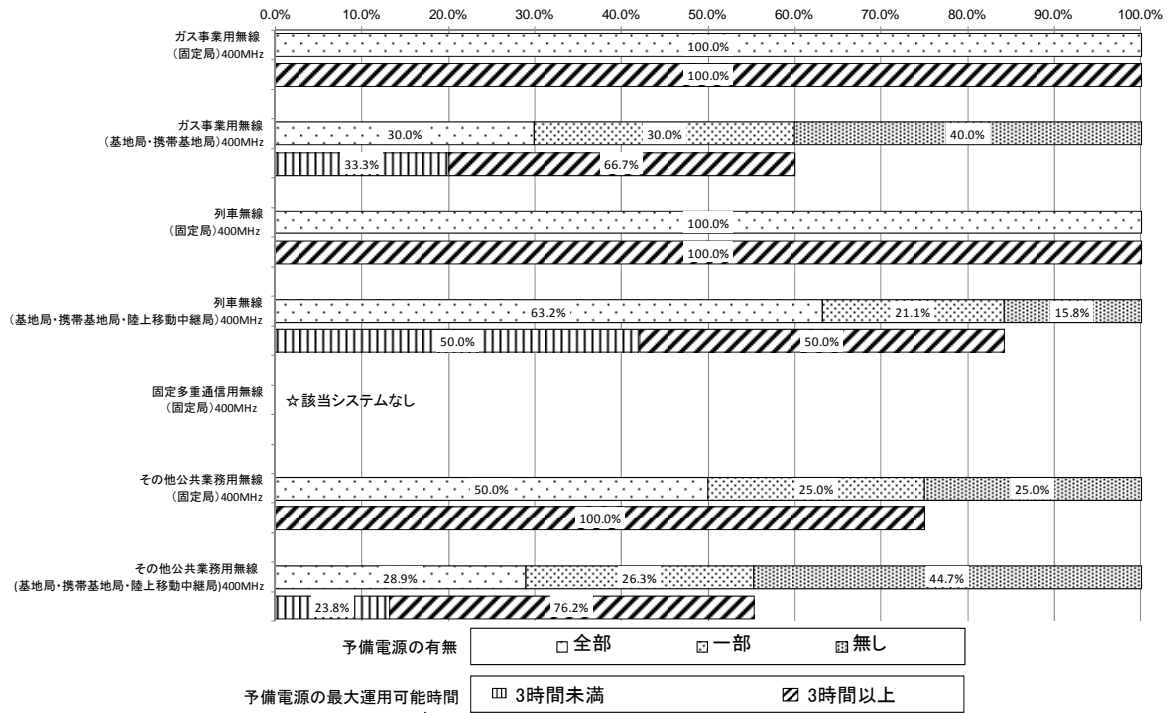 0.0% 10.0% 20.0% 30.0% 40.0% 50.0% 60.0% 70.0% 80.0% 90.0% 100.0%
ガス事業用無線
（固定局）400MHz
100.0%
100.0%
ガス事業用無線
（基地局・携帯基地局）400MHz
30.0% 30.0% 40.0%
33.3% 66.7%
列車無線
（固定局）400MHz
100.0%
100.0%
列車無線
（基地局・携帯基地局・陸上移動中継局）400MHz
63.2% 21.1% 15.8%
50.0% 50.0%
固定多重通信用無線
（固定局）400MHz
☆該当システムなし
その他公共業務用無線
（固定局）400MHz
50.0% 25.0% 25.0%
100.0%
その他公共業務用無線
(基地局・携帯基地局・陸上移動中継局)400MHz
28.9% 26.3% 44.7%
23.8% 76.2%
予備電源の有無 全部 一部 無し
予備電源の最大運用可能時間 3時間未満 3時間以上